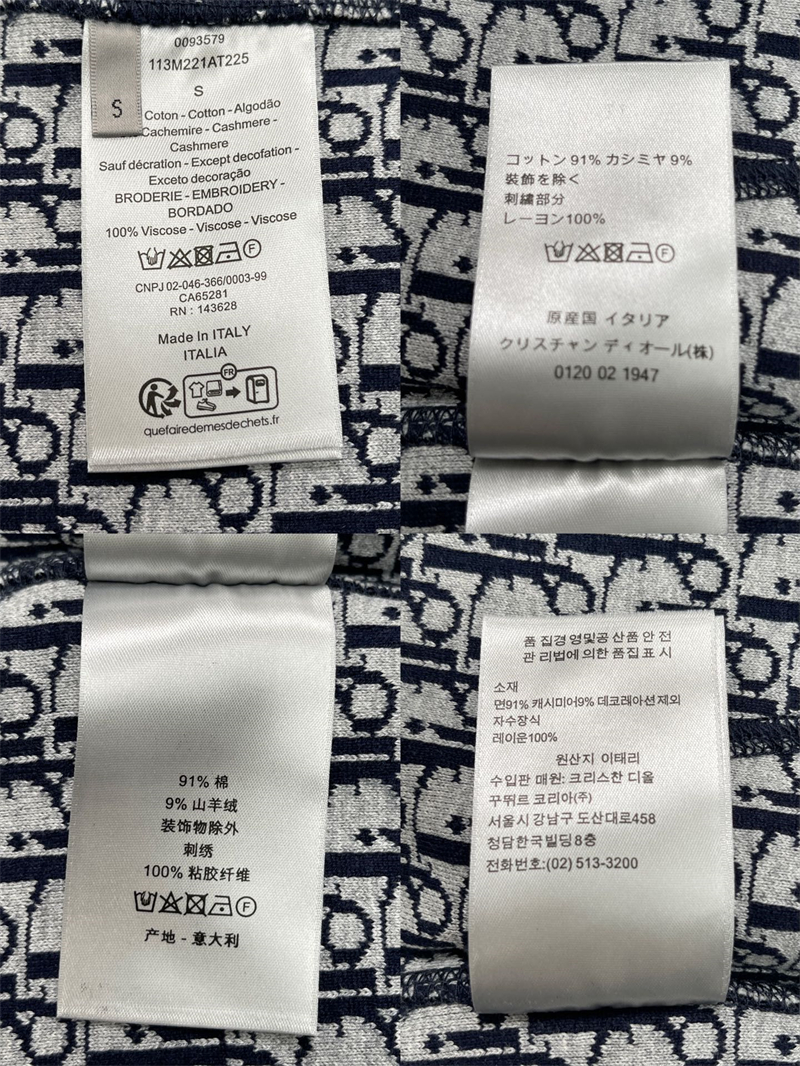 S
0093579
113M221AT225
S
Coton - Cotton - Algodão
Cachemire - Cashmere -
Cashmere
Sauf décration - Except decofation -
Exceto decoração
BRODERIE - EMBROIDERY -
BORDADO
100% Viscose - Viscose - Viscose
F
CNPJ 02-046-366/0003-99
CA65281
RN : 143628
Made In ITALY
ITALIA
FR
quefairedemesdechets.fr
コットン 91% カシミヤ 9%
装飾を除く
刺繍部分
レーヨン100%
F
原産国 イタリア
クリスチャン ディオール(株)
0120 02 1947
91% 棉
9% 山羊绒
装饰物除外
刺绣
100% 粘胶纤维
F
产地 - 意大利
품 집경 영및공 산품 안 전
관 리법에 의한 품집 표 시
소재
면91% 캐시미어9% 데코레아션 제외
자수장식
레이운100%
원산지 이태리
수입판 매원: 크리스찬 디올
꾸뛰르 코리아(주)
서울시 강남구 도산대로458
청담한국빌딩8층
전화번호:(02) 513-3200